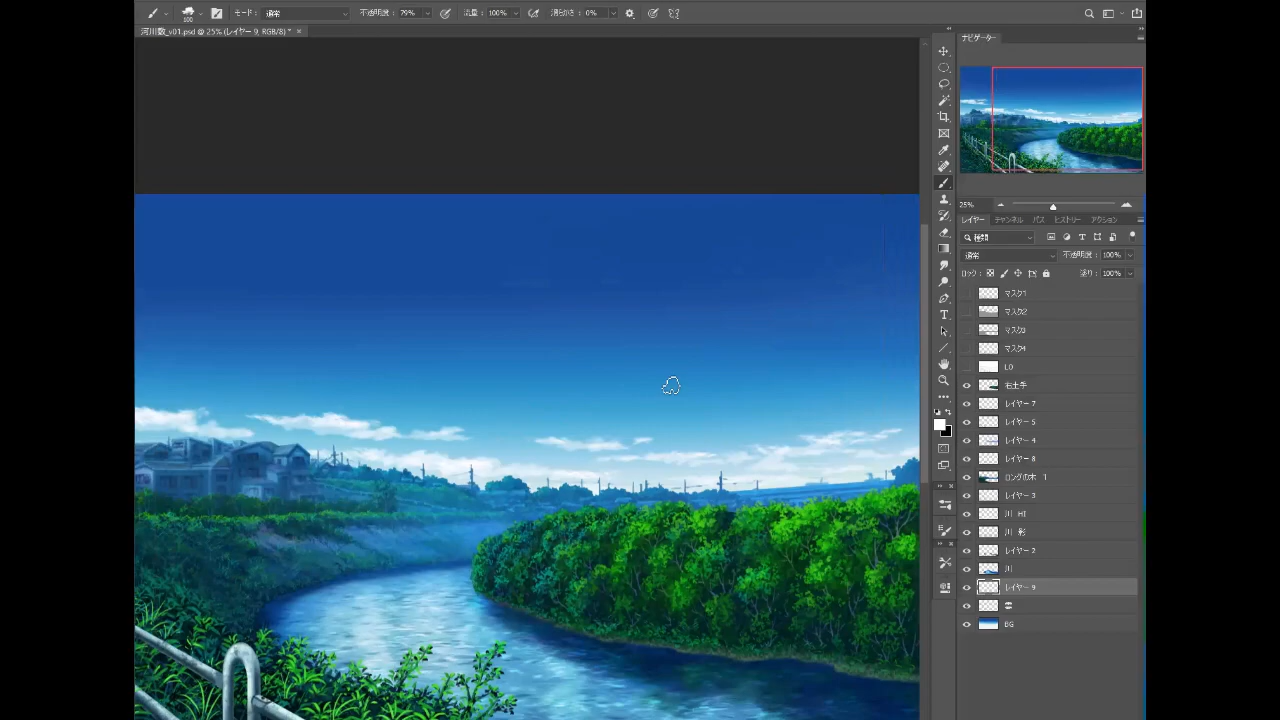 モード： 通常 不透明度： 79% 流量： 100% 滑らかさ： 0%
100
河川敷_v01.psd @ 25% (レイヤー 9, RGB/8) *
ナビゲーター
25%
レイヤー チャンネル パス ヒストリー アクション
種類
通常 不透明度： 100%
ロック： 塗り： 100%
マスク1
マスク2
マスク3
マスク4
LO
右土手
レイヤー 7
レイヤー 5
レイヤー 4
レイヤー 8
ロングの木 1
レイヤー 3
川 HI
川 影
レイヤー 2
川
レイヤー 9
雲
BG